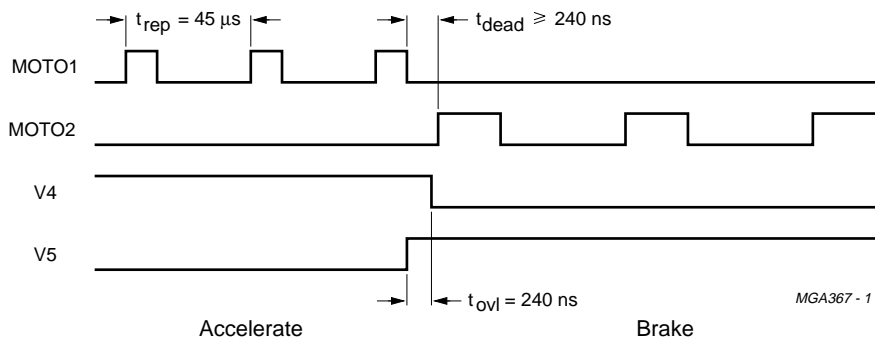 t_rep = 45 µs
t_dead ≥ 240 ns
MOTO1
MOTO2
V4
V5
t_ovl = 240 ns
MGA367 - 1
Accelerate
Brake